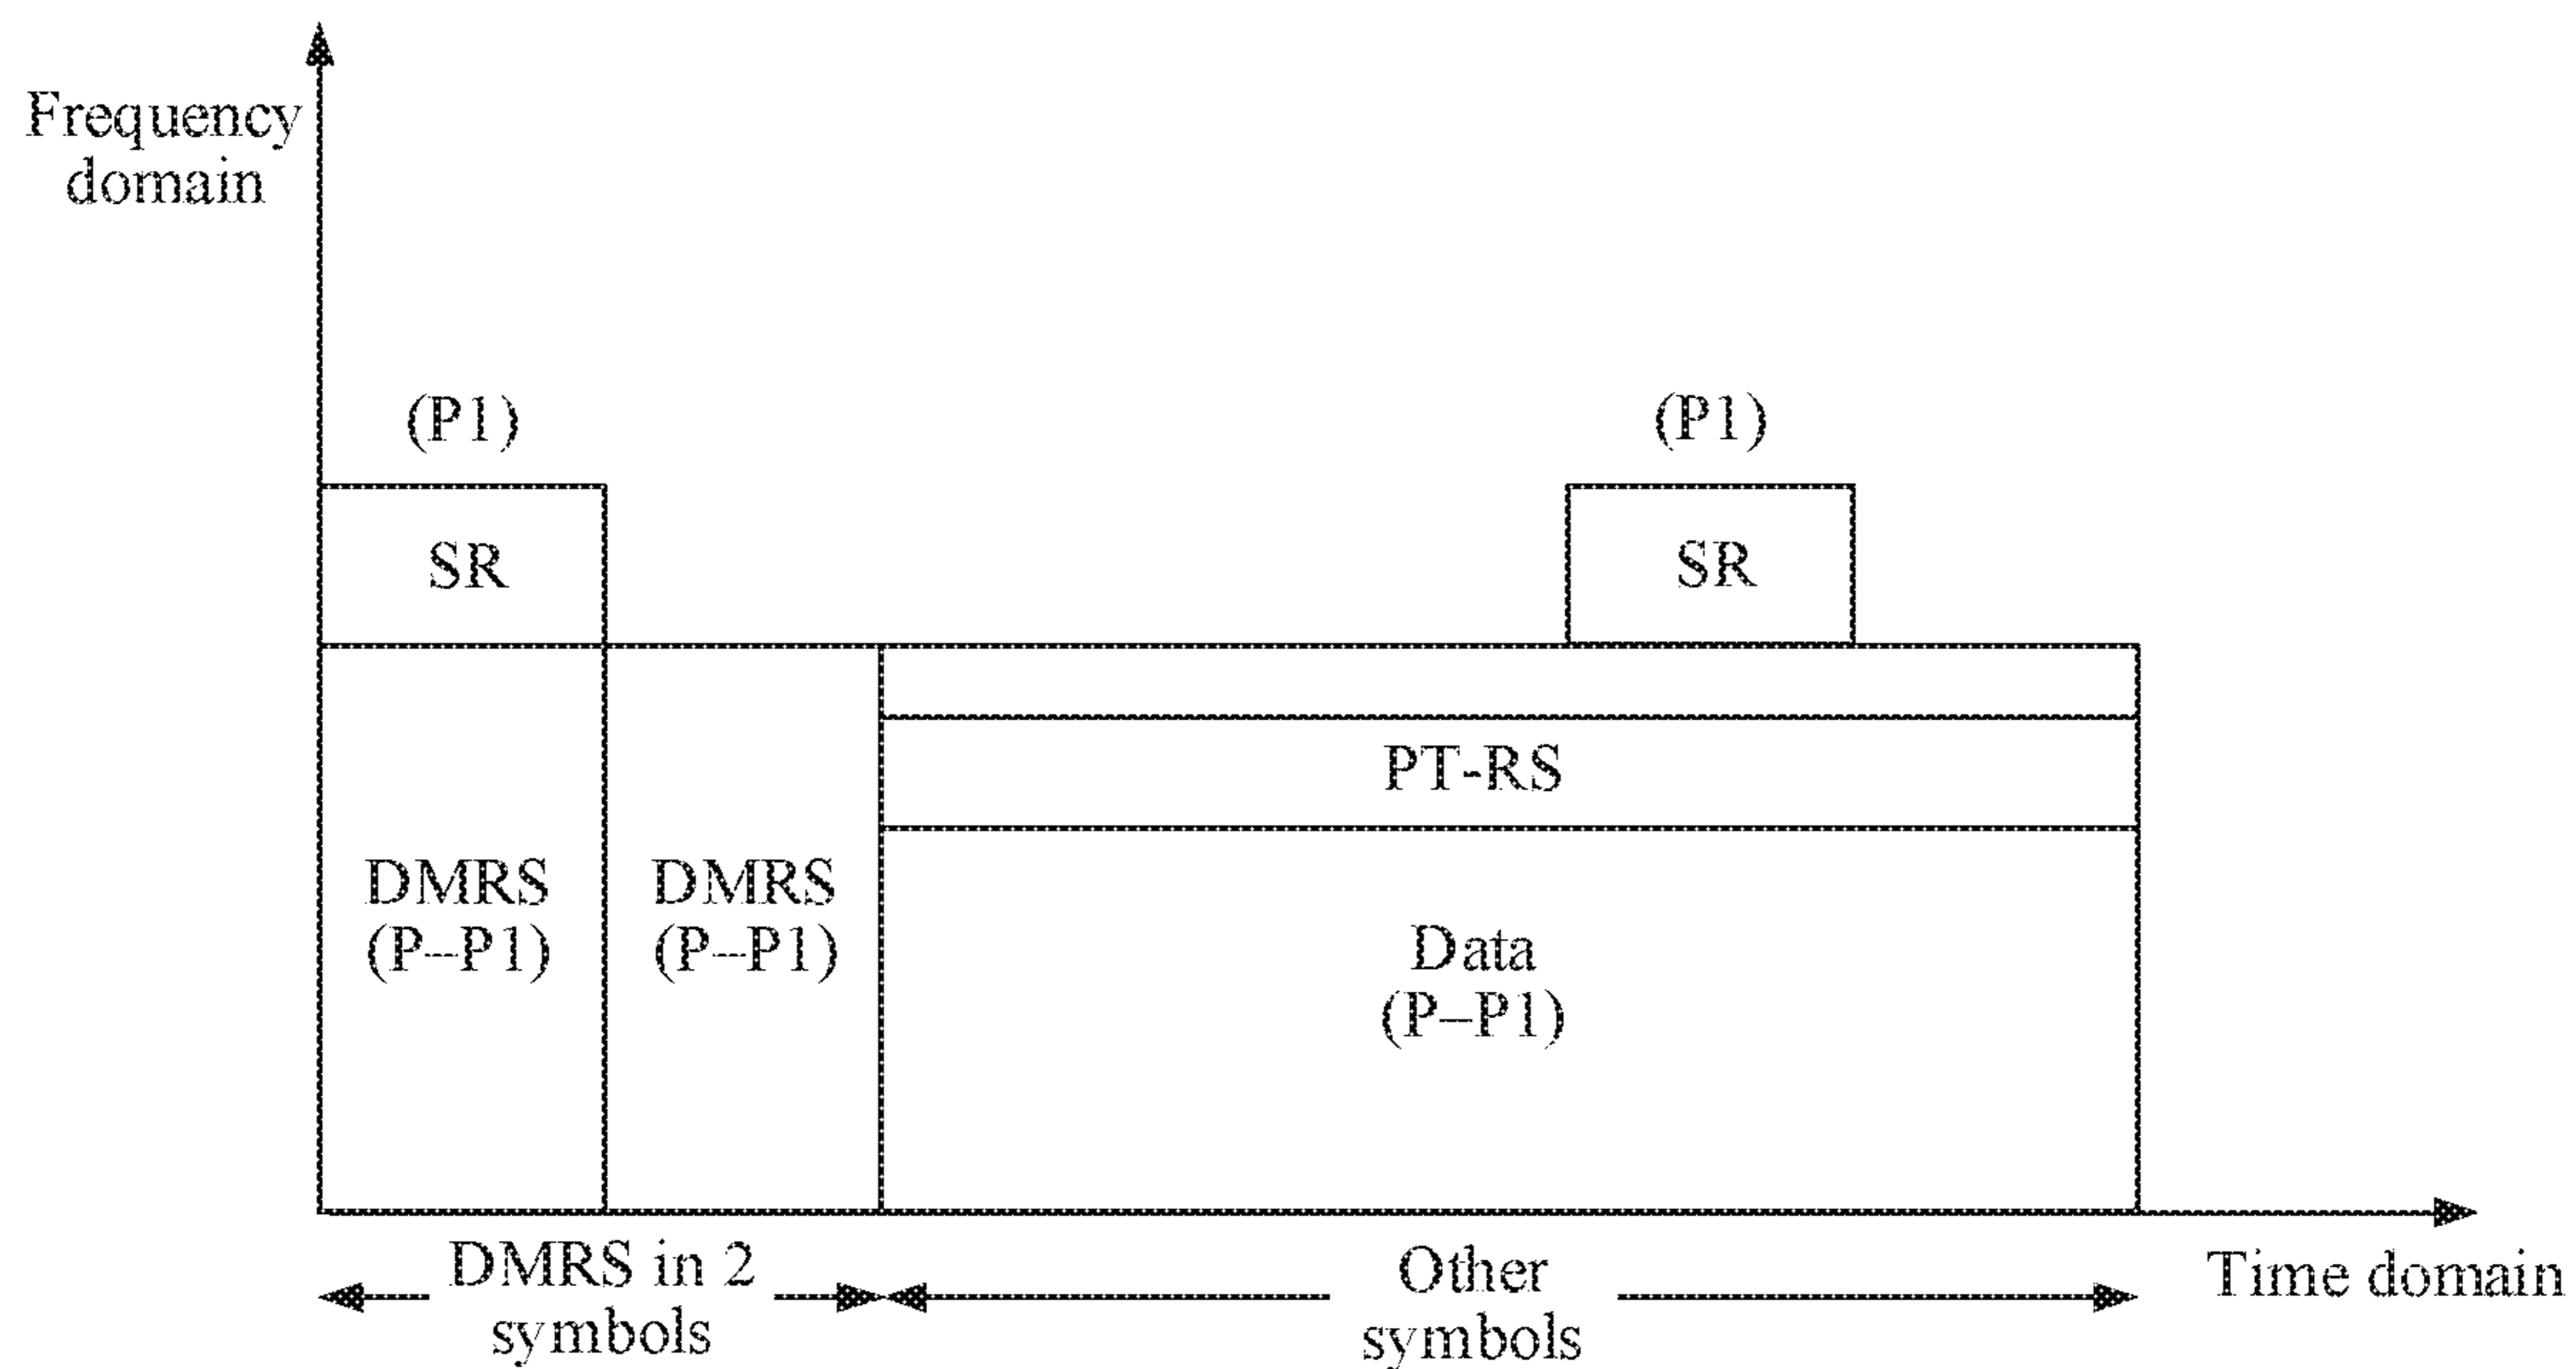 Frequency
domain
(P1)
(P1)
SR
SR
PT-RS
DMRS
(P–P1)
DMRS
(P–P1)
Data
(P–P1)
DMRS in 2
symbols
Other
symbols
Time domain